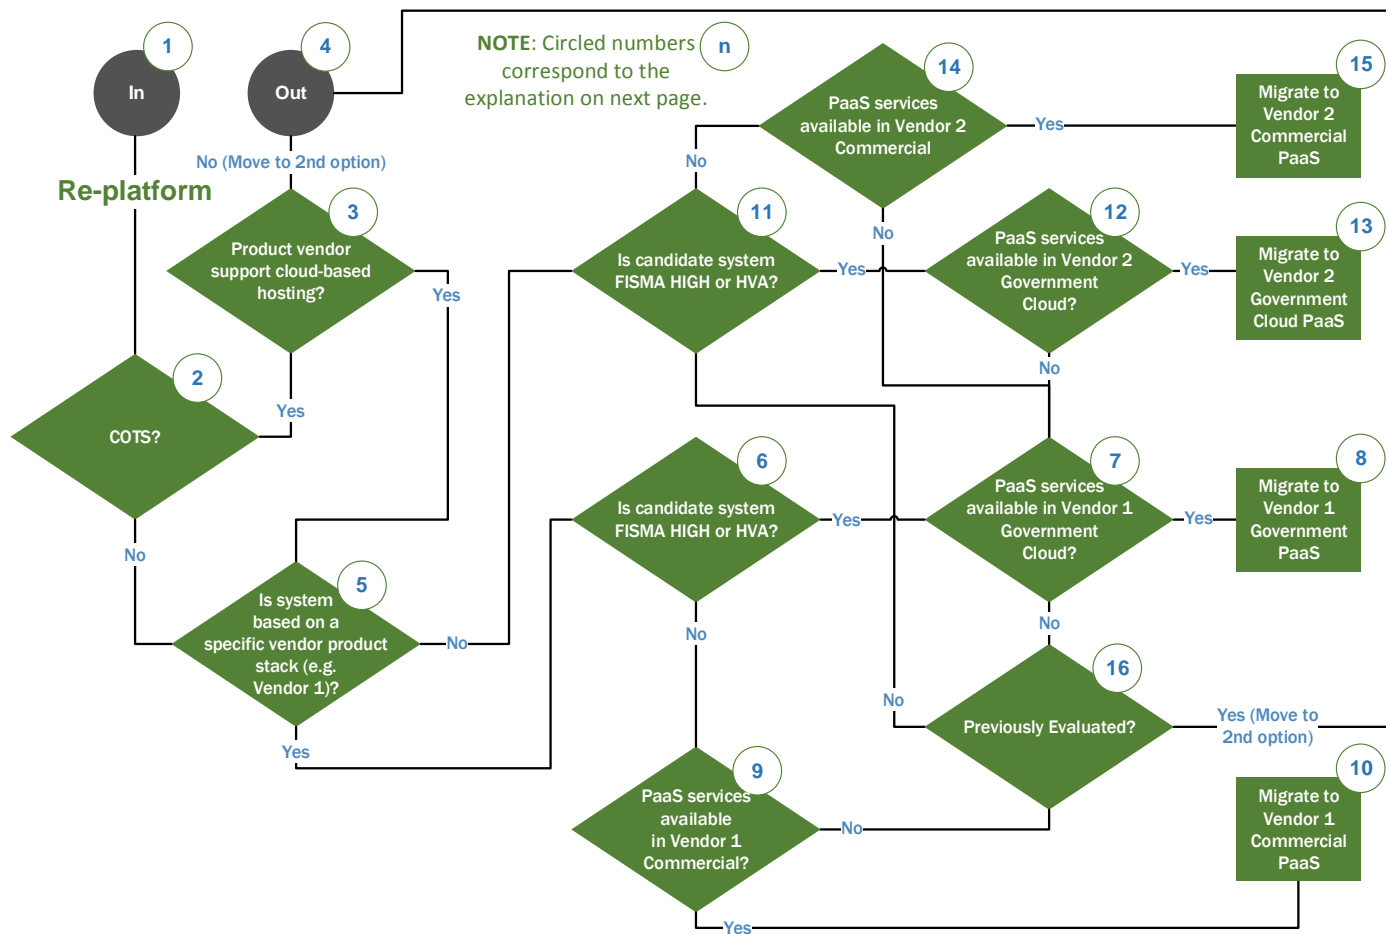 1
In
4
Out
NOTE: Circled numbers
correspond to the
explanation on next page.
n
14
PaaS services
available in Vendor 2
Commercial
Yes
No
No
15
Migrate to
Vendor 2
Commercial
PaaS
No (Move to 2nd option)
Re-platform
3
Product vendor
support cloud-based
hosting?
Yes
Yes
11
Is candidate system
FISMA HIGH or HVA?
Yes
12
PaaS services
available in Vendor 2
Government
Cloud?
Yes
No
13
Migrate to
Vendor 2
Government
Cloud PaaS
2
COTS?
No
6
Is candidate system
FISMA HIGH or HVA?
Yes
No
7
PaaS services
available in Vendor 1
Government
Cloud?
Yes
No
8
Migrate to
Vendor 1
Government
PaaS
5
Is system
based on a
specific vendor product
stack (e.g.
Vendor 1)?
No
Yes
16
Previously Evaluated?
No
Yes (Move to
2nd option)
9
PaaS services
available
in Vendor 1
Commercial?
No
Yes
10
Migrate to
Vendor 1
Commercial
PaaS